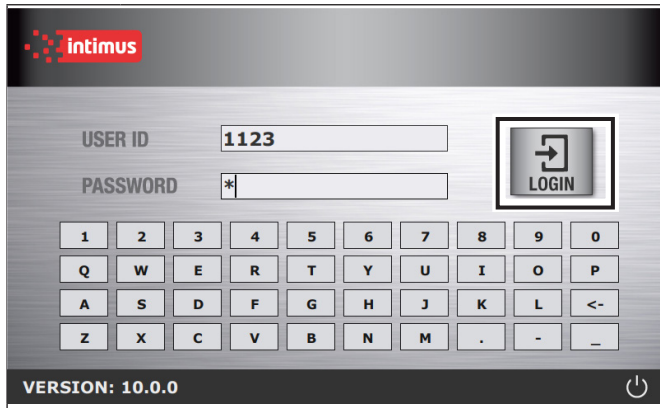 intimus
USER ID 1123
PASSWORD *
LOGIN
1 2 3 4 5 6 7 8 9 0
Q W E R T Y U I O P
A S D F G H J K L <-
Z X C V B N M . - _
VERSION: 10.0.0